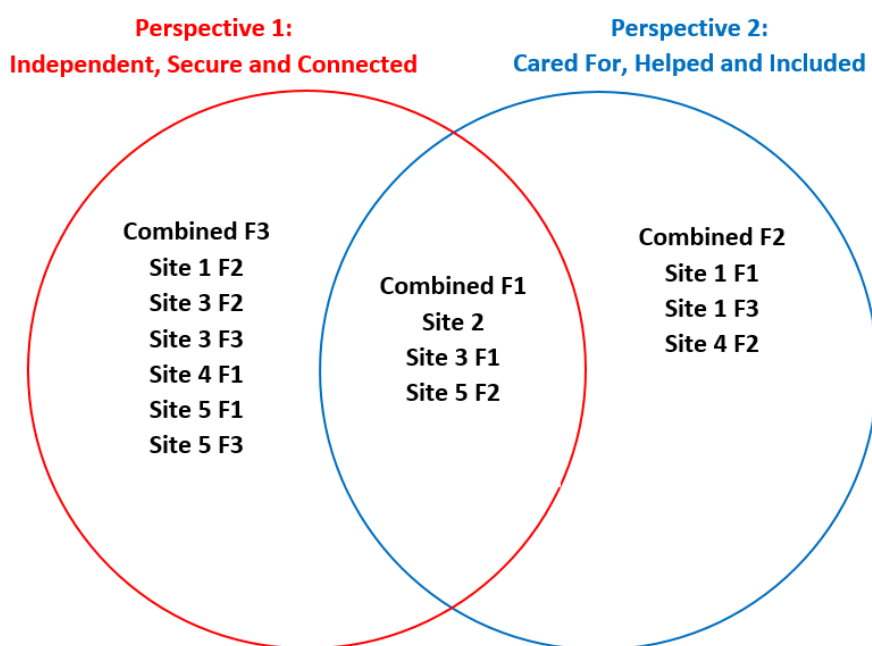 Perspective 1:
Independent, Secure and Connected
Perspective 2:
Cared For, Helped and Included
Combined F3
Site 1 F2
Site 3 F2
Site 3 F3
Site 4 F1
Site 5 F1
Site 5 F3
Combined F1
Site 2
Site 3 F1
Site 5 F2
Combined F2
Site 1 F1
Site 1 F3
Site 4 F2